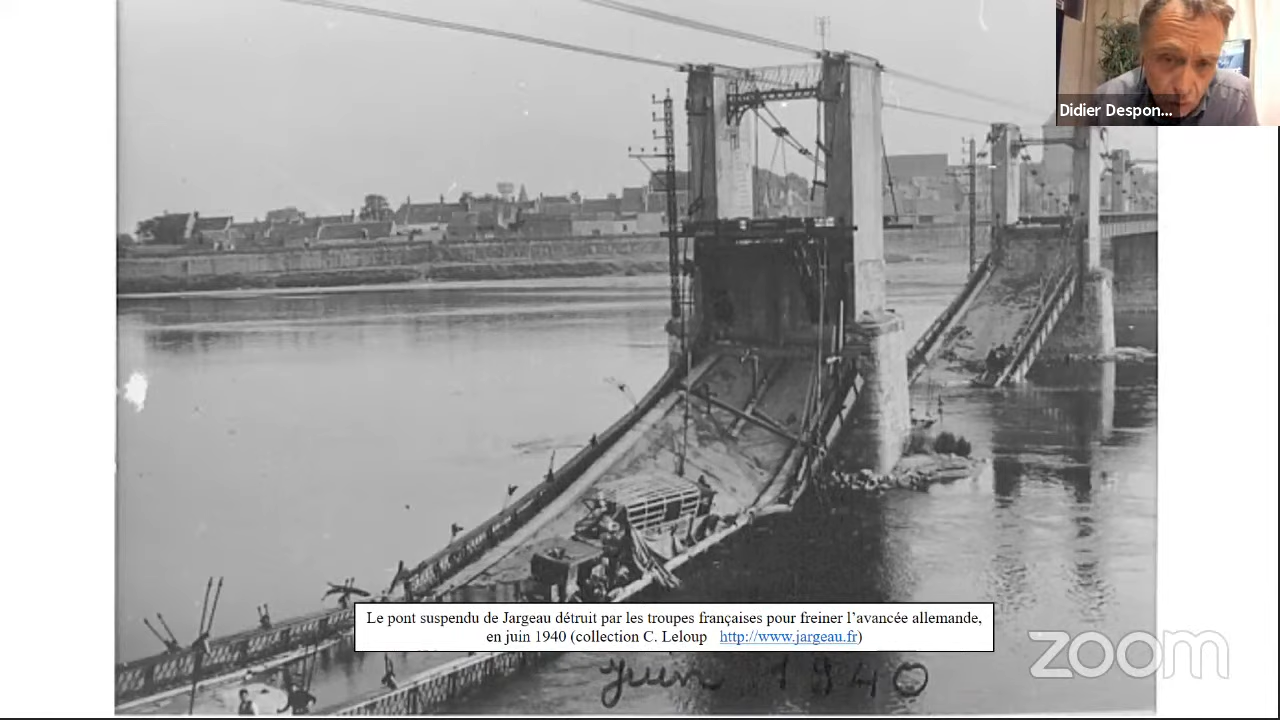 Didier Despon...
Le pont suspendu de Jargeau détruit par les troupes françaises pour freiner l’avancée allemande,
en juin 1940 (collection C. Leloup http://www.jargeau.fr)
zoom
Juin 1940